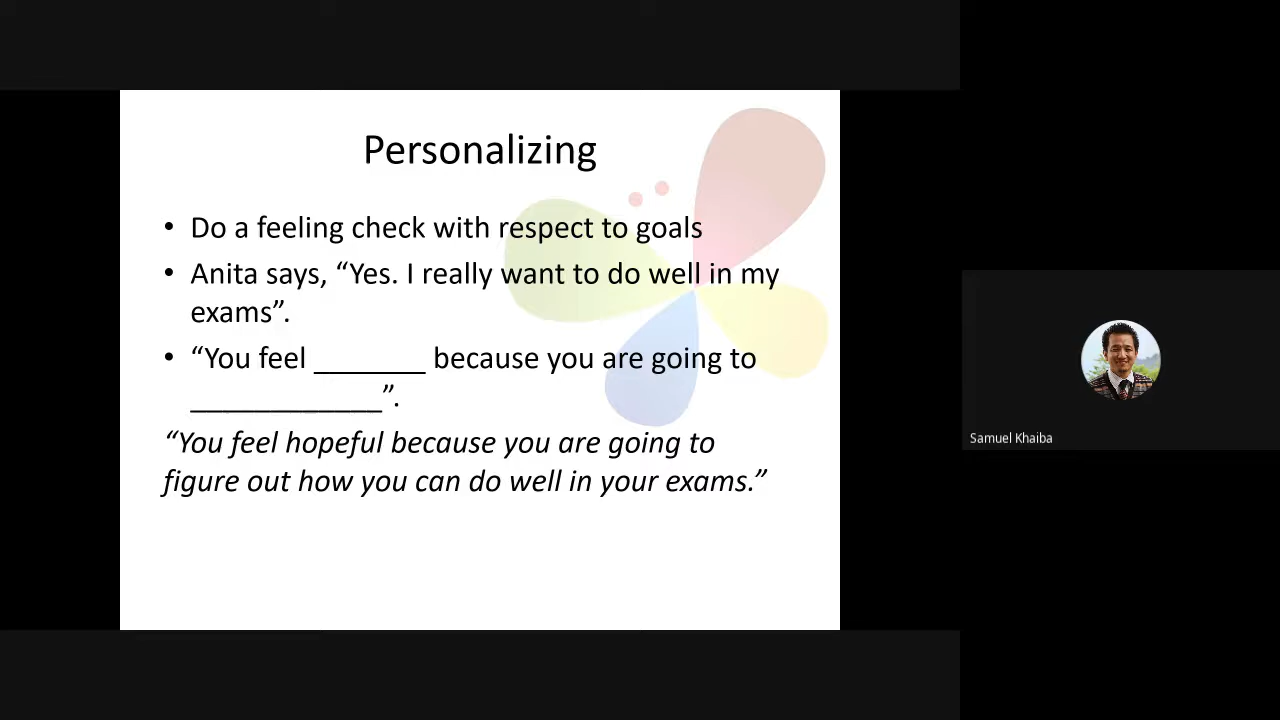 Personalizing
• Do a feeling check with respect to goals
• Anita says, “Yes. I really want to do well in my
exams”.
• “You feel _______ because you are going to
____________”.
“You feel hopeful because you are going to
figure out how you can do well in your exams.”
Samuel Khaiba